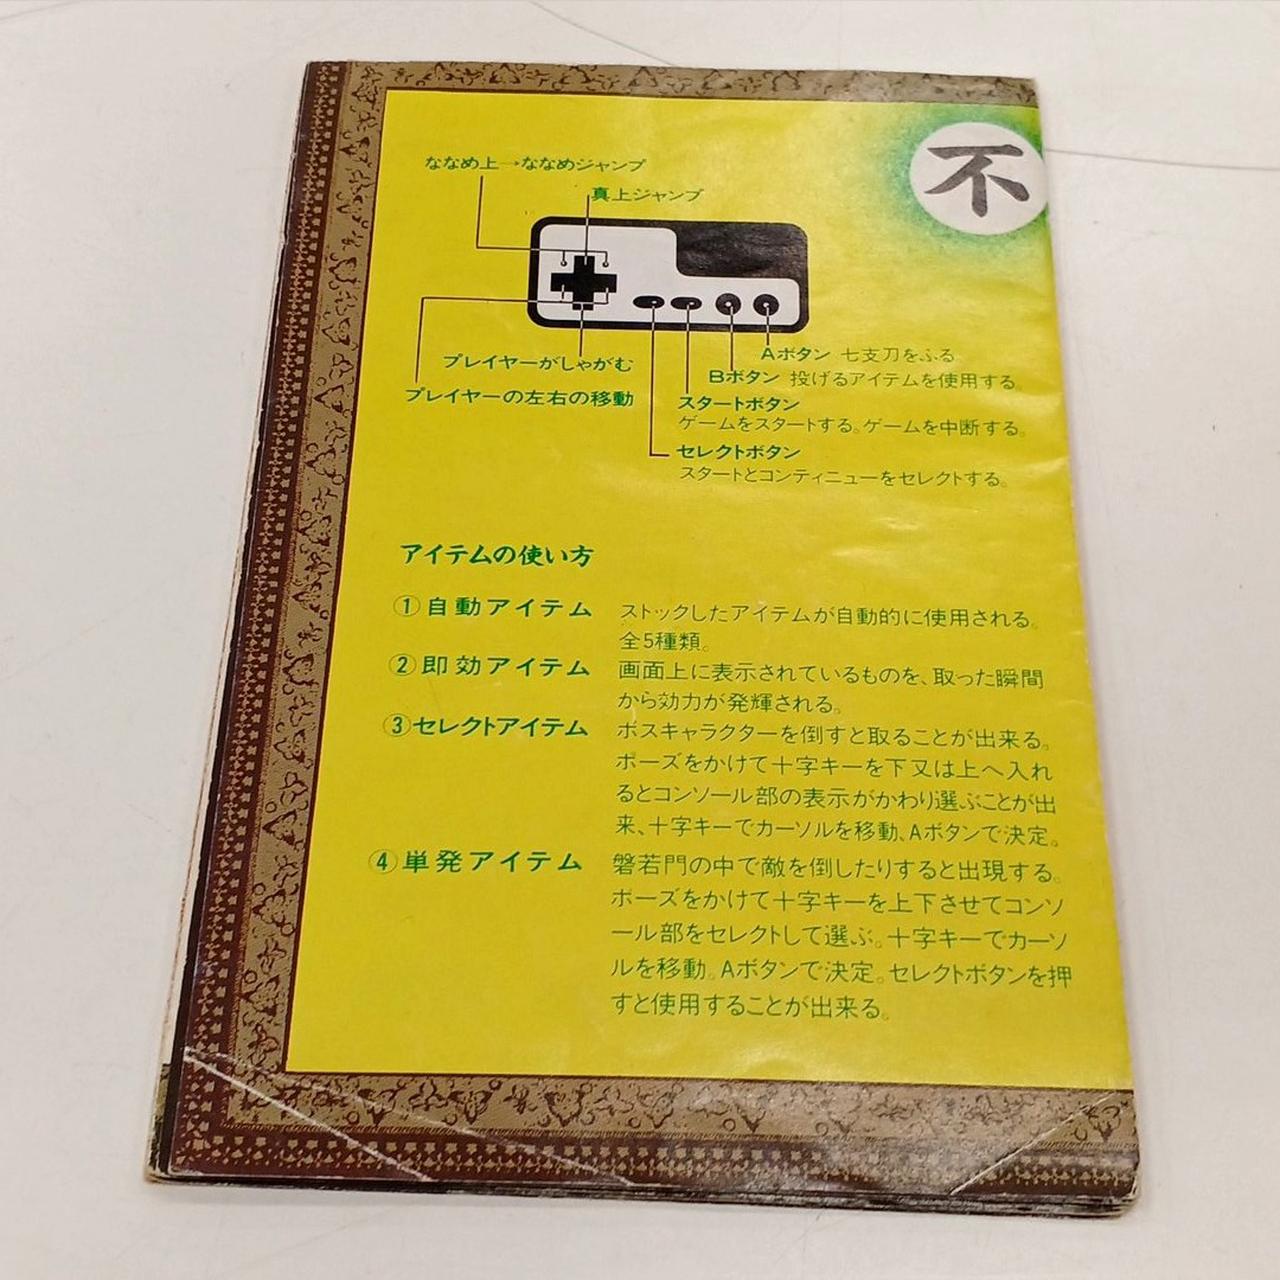 不
ななめ上→ななめジャンプ
真上ジャンプ
プレイヤーがしゃがむ
プレイヤーの左右の移動
Aボタン 七支刀をふる
Bボタン 投げるアイテムを使用する。
スタートボタン
ゲームをスタートする。ゲームを中断する。
セレクトボタン
スタートとコンティニューをセレクトする。
アイテムの使い方
①自動アイテム ストックしたアイテムが自動的に使用される。
全5種類。
②即効アイテム 画面上に表示されているものを、取った瞬間
から効力が発輝される。
③セレクトアイテム ボスキャラクターを倒すと取ることが出来る。
ポーズをかけて十字キーを下又は上へ入れ
るとコンソール部の表示がかわり選ぶことが出
来、十字キーでカーソルを移動、Aボタンで決定。
④単発アイテム 磐若門の中で敵を倒したりすると出現する。
ポーズをかけて十字キーを上下させてコンソ
ール部をセレクトして選ぶ。十字キーでカーソ
ルを移動。Aボタンで決定。セレクトボタンを押
すと使用することが出来る。